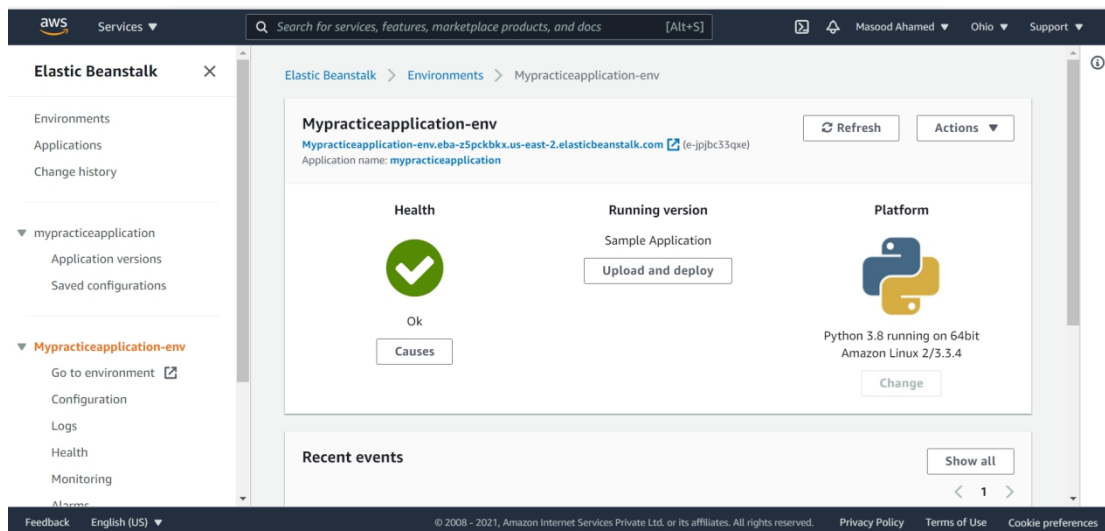 aws
Services ▼
Search for services, features, marketplace products, and docs
[Alt+S]
Masood Ahamed ▼
Ohio ▼
Support ▼
Elastic Beanstalk
Environments
Applications
Change history
mypracticeapplication
Application versions
Saved configurations
Mypracticeapplication-env
Go to environment
Configuration
Logs
Health
Monitoring
Alarms
Elastic Beanstalk > Environments > Mypracticeapplication-env
Mypracticeapplication-env
Mypracticeapplication-env.eba-z5pckbkx.us-east-2.elasticbeanstalk.com (e-jpjbc33qxe)
Application name: mypracticeapplication
Refresh
Actions ▼
Health
Ok
Causes
Running version
Sample Application
Upload and deploy
Platform
Python 3.8 running on 64bit
Amazon Linux 2/3.3.4
Change
Recent events
Show all
< 1 >
Feedback
English (US) ▼
© 2008 - 2021, Amazon Internet Services Private Ltd. or its affiliates. All rights reserved.
Privacy Policy
Terms of Use
Cookie preferences